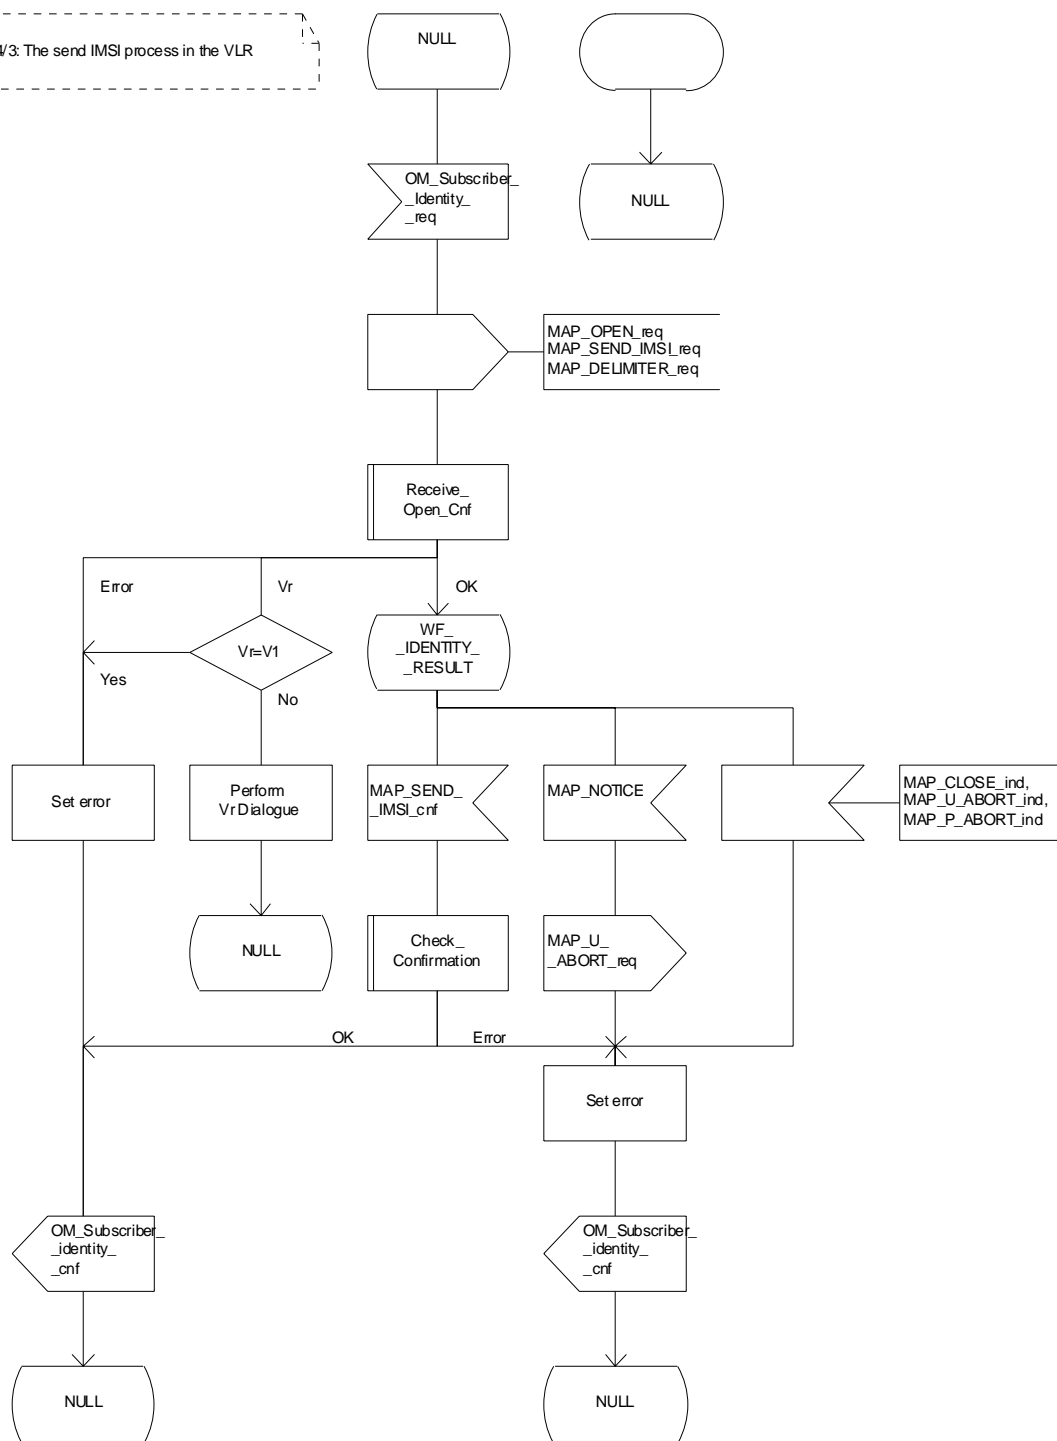 4/3: The send IMSI process in the VLR
NULL
OM_Subscriber_
_Identity_
_req
NULL
MAP_OPEN_req
MAP_SEND_IMSI_req
MAP_DELIMITER_req
Receive_
Open_Cnf
Error
Vr
OK
Vr=V1
WF_
_IDENTITY_
_RESULT
Yes
No
Set error
Perform
Vr Dialogue
MAP_SEND_
_IMSI_cnf
MAP_NOTICE
MAP_CLOSE_ind,
MAP_U_ABORT_ind,
MAP_P_ABORT_ind
NULL
Check_
Confirmation
MAP_U_
_ABORT_req
OK
Error
Set error
OM_Subscriber_
_identity_
_cnf
OM_Subscriber_
_identity_
_cnf
NULL
NULL